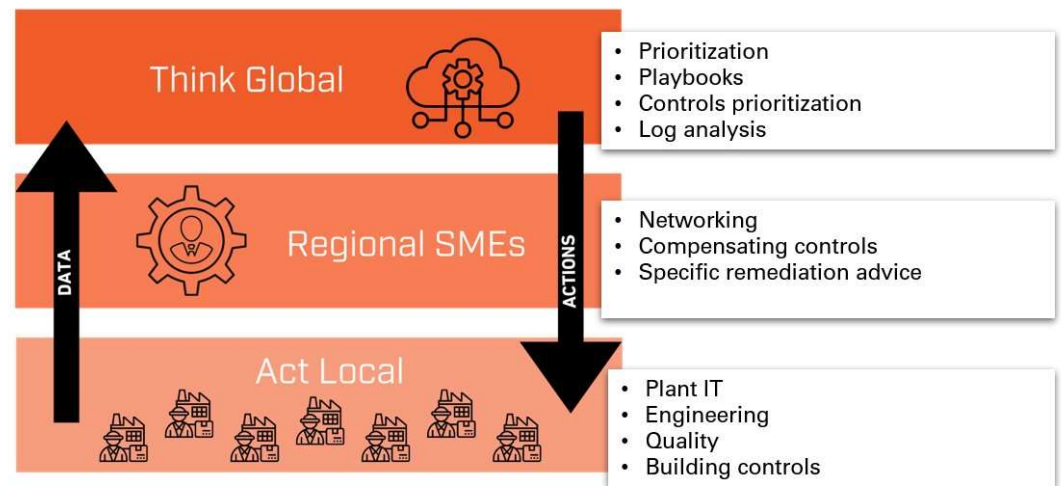 Think Global
• Prioritization
• Playbooks
• Controls prioritization
• Log analysis
DATA
Regional SMEs
ACTIONS
• Networking
• Compensating controls
• Specific remediation advice
Act Local
• Plant IT
• Engineering
• Quality
• Building controls